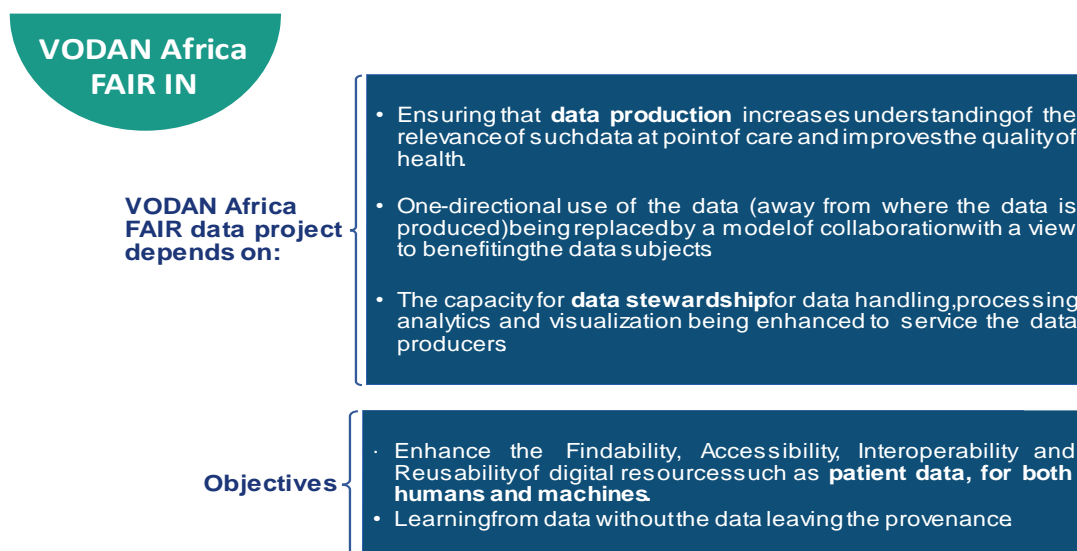 VODAN Africa
FAIR IN
VODAN Africa
FAIR data project
depends on:
• Ensuring that data production increases understanding of the
relevance of such data at point of care and improves the quality of
health.
• One-directional use of the data (away from where the data is
produced) being replaced by a model of collaboration with a view
to benefiting the data subjects
• The capacity for data stewardship for data handling, processing
analytics and visualization being enhanced to service the data
producers
Objectives
· Enhance the Findability, Accessibility, Interoperability and
Reusability of digital resources such as patient data, for both
humans and machines.
• Learning from data without the data leaving the provenance